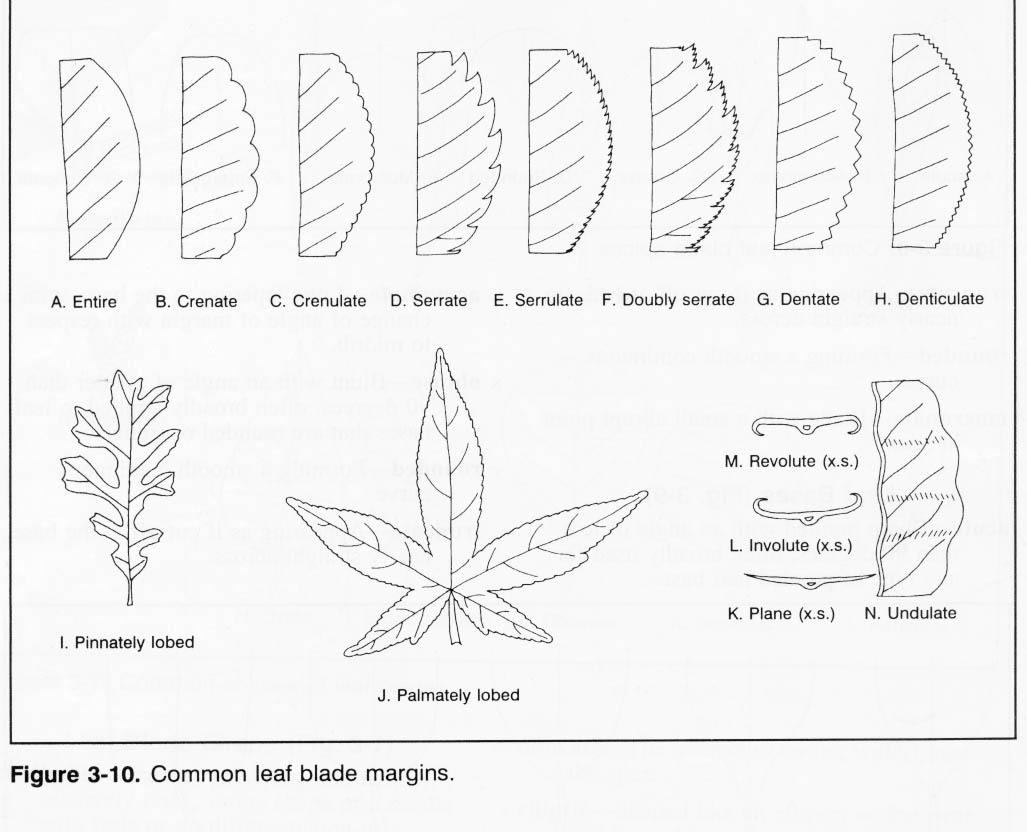 A. Entire B. Crenate C. Crenulate D. Serrate E. Serrulate F. Doubly serrate G. Dentate H. Denticulate
M. Revolute (x.s.)
L. Involute (x.s.)
K. Plane (x.s.) N. Undulate
I. Pinnately lobed
J. Palmately lobed
Figure 3-10. Common leaf blade margins.